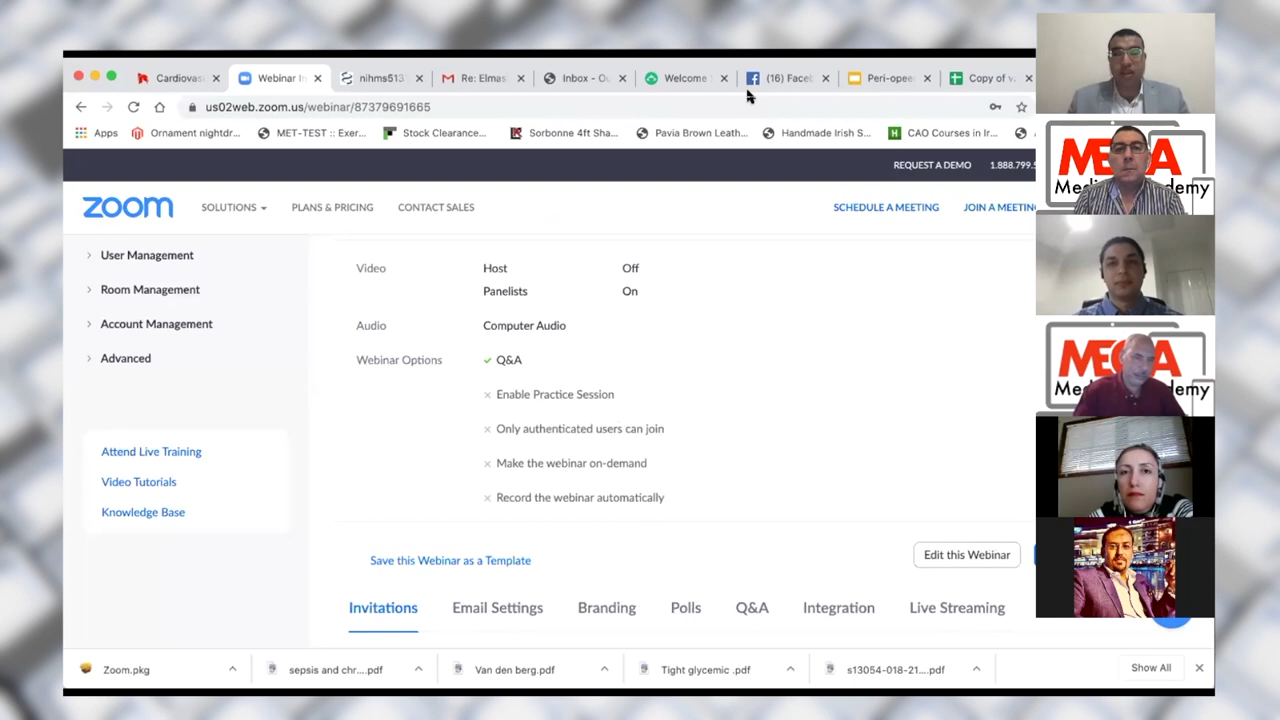 Cardiovas
Webinar In
nihms513
Re: Elmas
Inbox - Ou
Welcome
(16) Faceb
Peri-opee
Copy of v
us02web.zoom.us/webinar/87379691665
Apps
Ornament nightdr...
MET-TEST :: Exer...
Stock Clearance...
Sorbonne 4ft Sha...
Pavia Brown Leath...
Handmade Irish S...
CAO Courses in Ir...
REQUEST A DEMO 1.888.799.
zoom
SOLUTIONS
PLANS & PRICING
CONTACT SALES
SCHEDULE A MEETING
JOIN A MEETIN
User Management
Room Management
Account Management
Advanced
Attend Live Training
Video Tutorials
Knowledge Base
Video Host Off
Panelists On
Audio Computer Audio
Webinar Options Q&A
Enable Practice Session
Only authenticated users can join
Make the webinar on-demand
Record the webinar automatically
Save this Webinar as a Template
Edit this Webinar
Invitations
Email Settings
Branding
Polls
Q&A
Integration
Live Streaming
Zoom.pkg
sepsis and chr....pdf
Van den berg.pdf
Tight glycemic .pdf
s13054-018-21....pdf
Show All